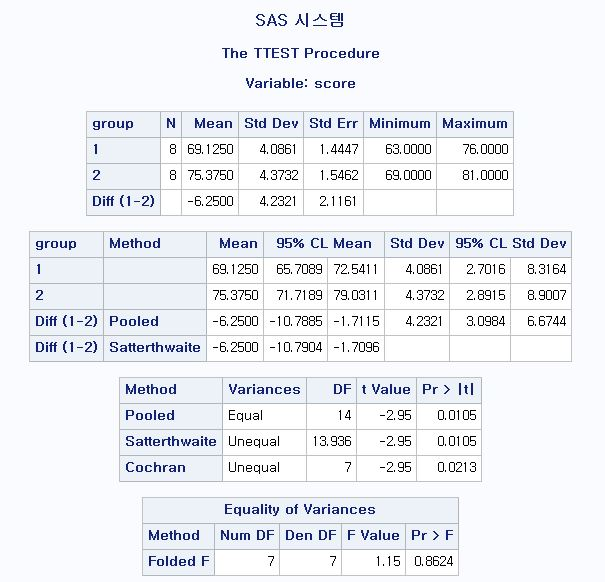 SAS 시스템
The TTEST Procedure
Variable: score
group N Mean Std Dev Std Err Minimum Maximum
1 8 69.1250 4.0861 1.4447 63.0000 76.0000
2 8 75.3750 4.3732 1.5462 69.0000 81.0000
Diff (1-2) -6.2500 4.2321 2.1161
group Method Mean 95% CL Mean Std Dev 95% CL Std Dev
1 69.1250 65.7089 72.5411 4.0861 2.7016 8.3164
2 75.3750 71.7189 79.0311 4.3732 2.8915 8.9007
Diff (1-2) Pooled -6.2500 -10.7885 -1.7115 4.2321 3.0984 6.6744
Diff (1-2) Satterthwaite -6.2500 -10.7904 -1.7096
Method Variances DF t Value Pr > |t|
Pooled Equal 14 -2.95 0.0105
Satterthwaite Unequal 13.936 -2.95 0.0105
Cochran Unequal 7 -2.95 0.0213
Equality of Variances
Method Num DF Den DF F Value Pr > F
Folded F 7 7 1.15 0.8624